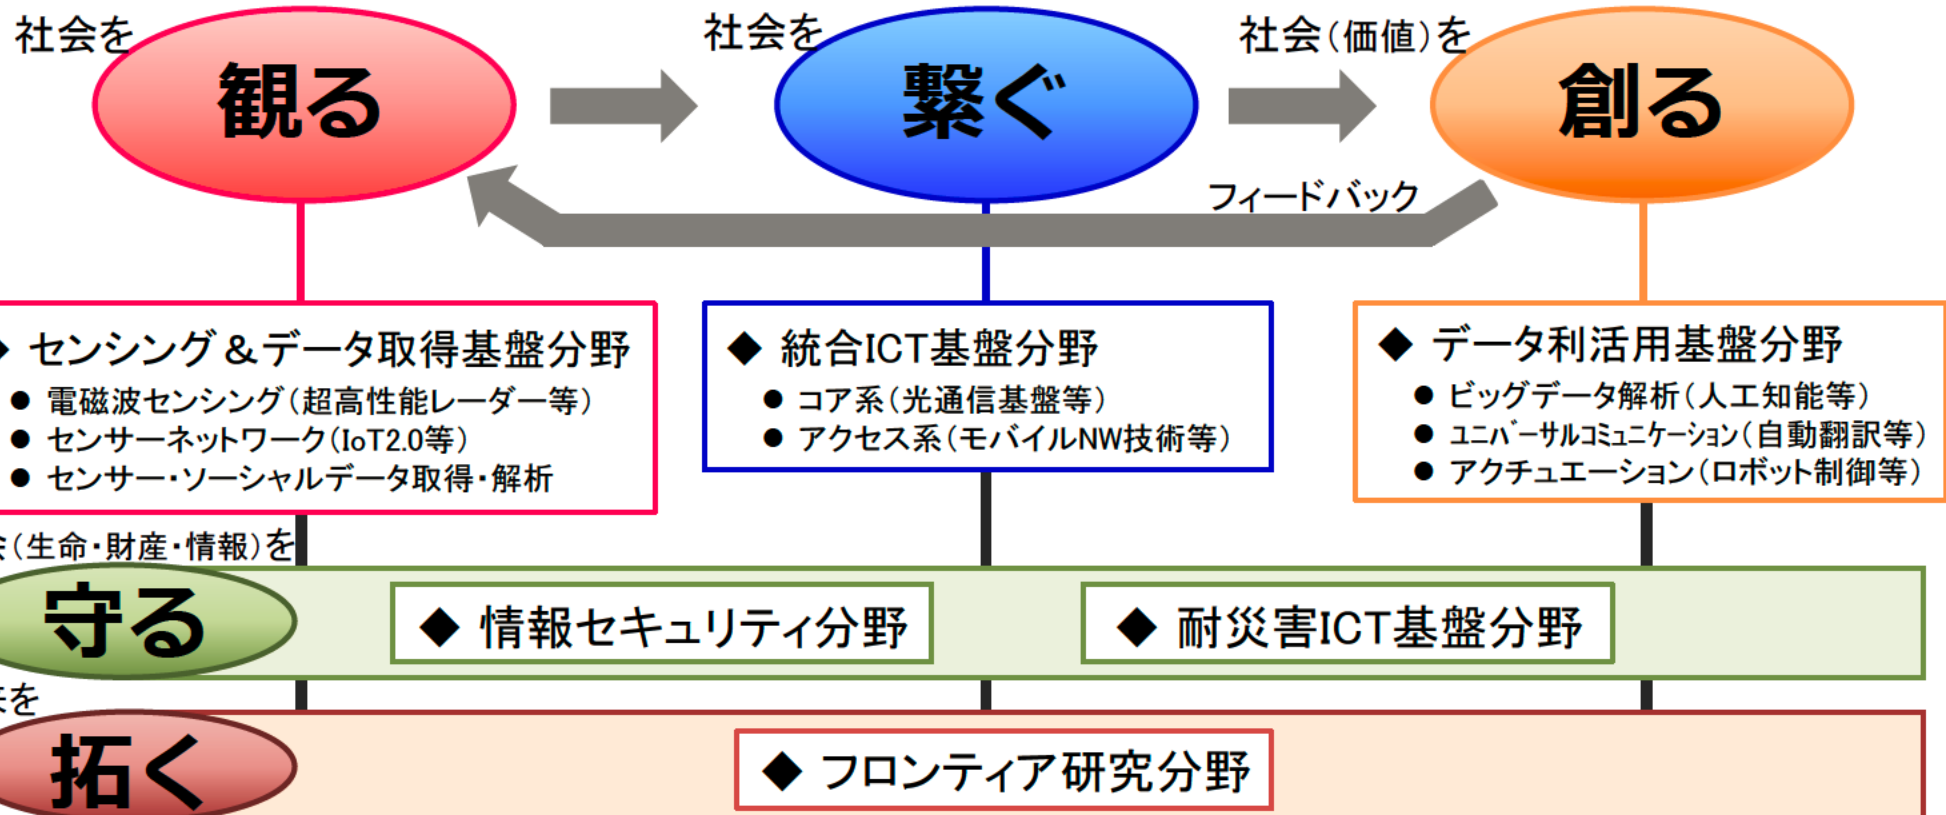 社会を
観る
社会を
繋ぐ
社会(価値)を
創る
フィードバック
◆ センシング&データ取得基盤分野
● 電磁波センシング(超高性能レーダー等)
● センサーネットワーク(IoT2.0等)
● センサー・ソーシャルデータ取得・解析
◆ 統合ICT基盤分野
● コア系(光通信基盤等)
● アクセス系(モバイルNW技術等)
◆ データ利活用基盤分野
● ビッグデータ解析(人工知能等)
● ユニバーサルコミュニケーション(自動翻訳等)
● アクチュエーション(ロボット制御等)
(生命・財産・情報)を
守る
◆ 情報セキュリティ分野
◆ 耐災害ICT基盤分野
を
拓く
◆ フロンティア研究分野